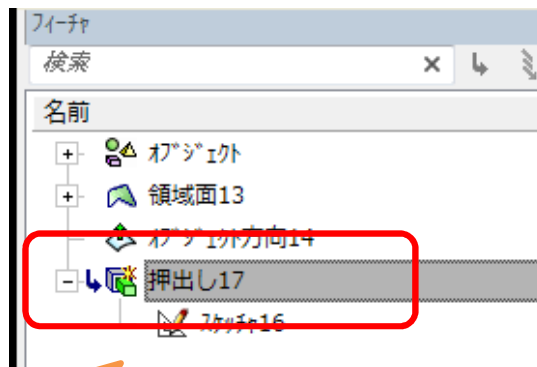 ﾌｨｰﾁｬ
検索
名前
ｵﾌﾞｼﾞｪｸﾄ
領域面13
ｵﾌﾞｼﾞｪｸﾄ方向14
押出し17
ｽｹｯﾁｬ16